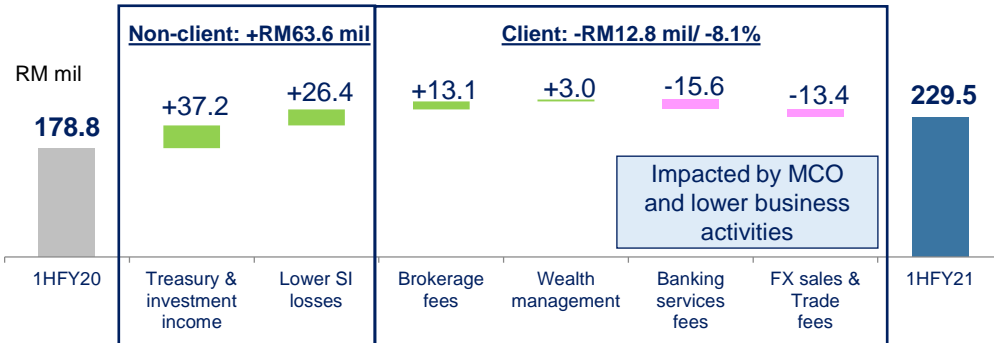 Non-client: +RM63.6 mil
Client: -RM12.8 mil/ -8.1%
RM mil
178.8
+37.2
+26.4
+13.1
+3.0
-15.6
-13.4
229.5
Impacted by MCO
and lower business
activities
1HFY20
Treasury &
investment
income
Lower SI
losses
Brokerage
fees
Wealth
management
Banking
services
fees
FX sales &
Trade
fees
1HFY21